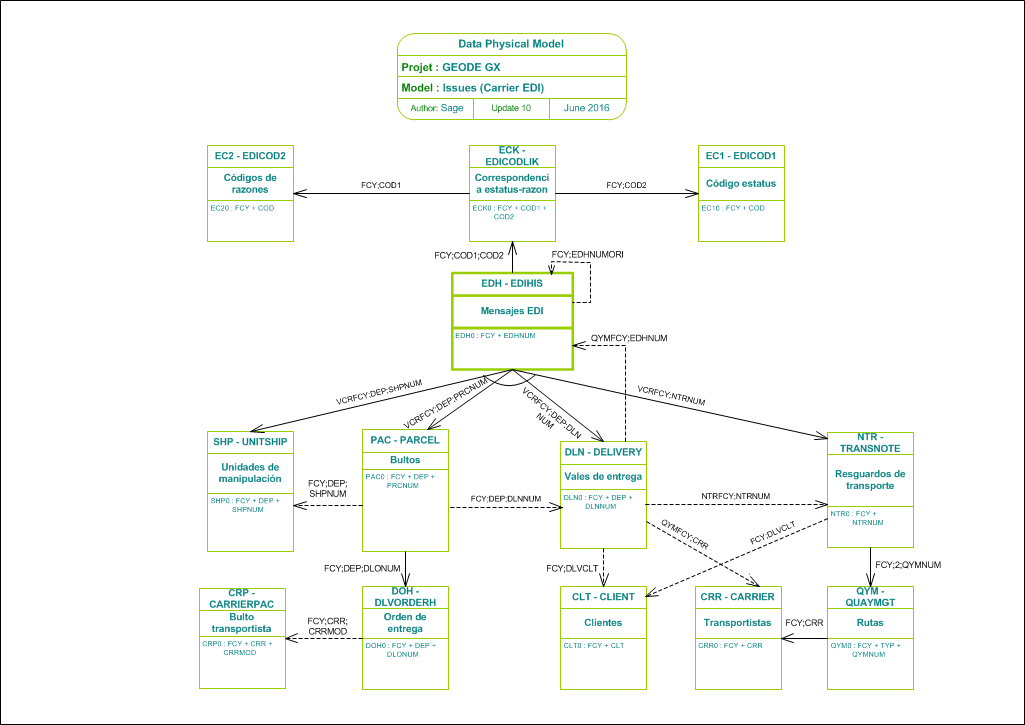 Data Physical Model
Projet : GEODE GX
Model : Issues (Carrier EDI)
Author: Sage
Update 10
June 2016
EC2 - EDICOD2
Códigos de
razones
EC20 : FCY + COD
FCY;COD1
ECK -
EDICODLIK
Correspondenci
a estatus-razon
ECK0 : FCY + COD1 +
COD2
FCY;COD2
EC1 - EDICOD1
Código estatus
EC10 : FCY + COD
FCY;COD1;COD2
FCY;EDHNUMORI
EDH - EDIHIS
Mensajes EDI
EDH0 : FCY + EDHNUM
QYMFCY;EDHNUM
VCRFCY;DEP;SHPNUM
VCRFCY;DEP;PRCNUM
VCRFCY;DEP;DLN
NUM
VCRFCY;NTRNUM
SHP - UNITSHIP
Unidades de
manipulación
SHP0 : FCY + DEP +
SHPNUM
FCY;DEP;
SHPNUM
PAC - PARCEL
Bultos
PAC0 : FCY + DEP +
PRCNUM
FCY;DEP;DLNNUM
DLN - DELIVERY
Vales de entrega
DLN0 : FCY + DEP +
DLNNUM
NTRFCY;NTRNUM
NTR -
TRANSNOTE
Resguardos de
transporte
NTR0 : FCY +
NTRNUM
QYMFCY;CRR
FCY;DLVCLT
FCY;DEP;DLONUM
FCY;DLVCLT
FCY;2;QYMNUM
CRP -
CARRIERPAC
Bulto
transportista
CRP0 : FCY + CRR +
CRRMOD
FCY;CRR;
CRRMOD
DOH -
DLVORDERH
Orden de
entrega
DOH0 : FCY + DEP +
DLONUM
CLT - CLIENT
Clientes
CLT0 : FCY + CLT
CRR - CARRIER
Transportistas
CRR0 : FCY + CRR
FCY;CRR
QYM -
QUAYMGT
Rutas
QYM0 : FCY + TYP +
QYMNUM